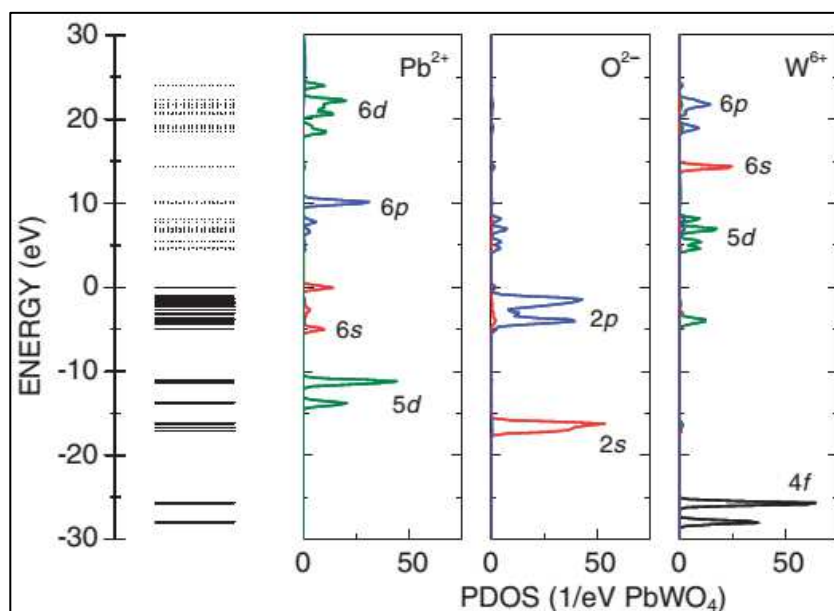 30
20
10
0
-10
-20
-30
ENERGY (eV)
Pb²⁺
6d
6p
6s
5d
O²⁻
2p
2s
W⁶⁺
6p
6s
5d
4f
0 50 0 50 0 50
PDOS (1/eV PbWO₄)